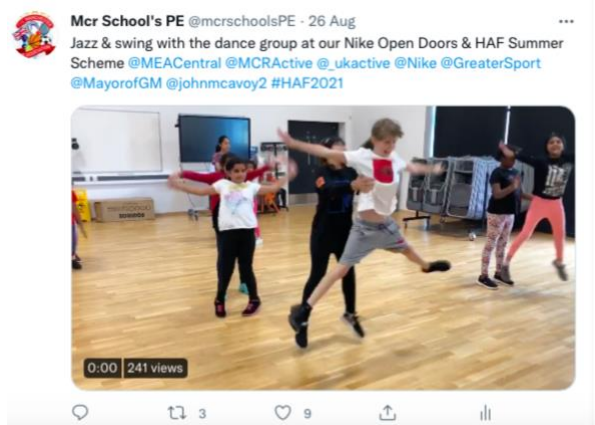 Mcr School's PE @mcrschoolsPE · 26 Aug
Jazz & swing with the dance group at our Nike Open Doors & HAF Summer
Scheme @MEACentral @MCRActive @_ukactive @Nike @GreaterSport
@MayorofGM @johnmcavoy2 #HAF2021
0:00 241 views
3 9